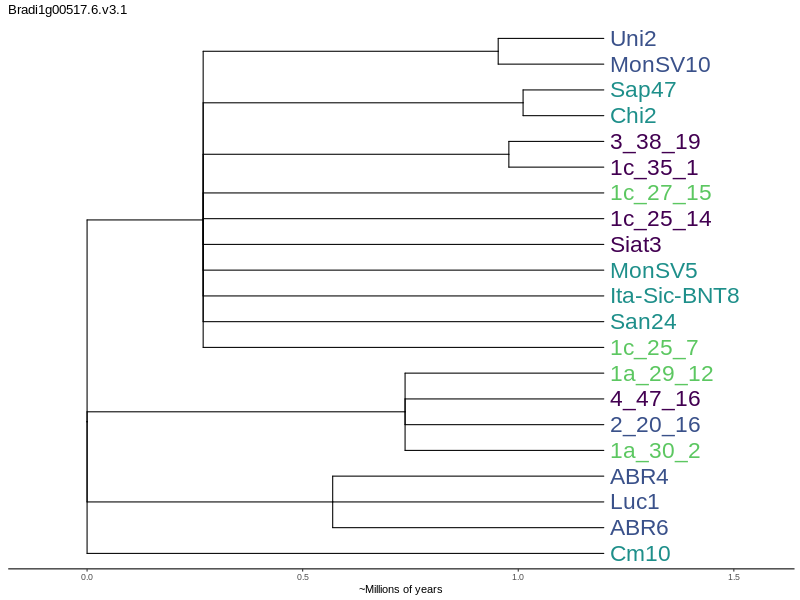 Bradi1g00517.6.v3.1
Uni2
MonSV10
Sap47
Chi2
3_38_19
1c_35_1
1c_27_15
1c_25_14
Siat3
MonSV5
Ita-Sic-BNT8
San24
1c_25_7
1a_29_12
4_47_16
2_20_16
1a_30_2
ABR4
Luc1
ABR6
Cm10
0.0 0.5 1.0 1.5
~Millions of years